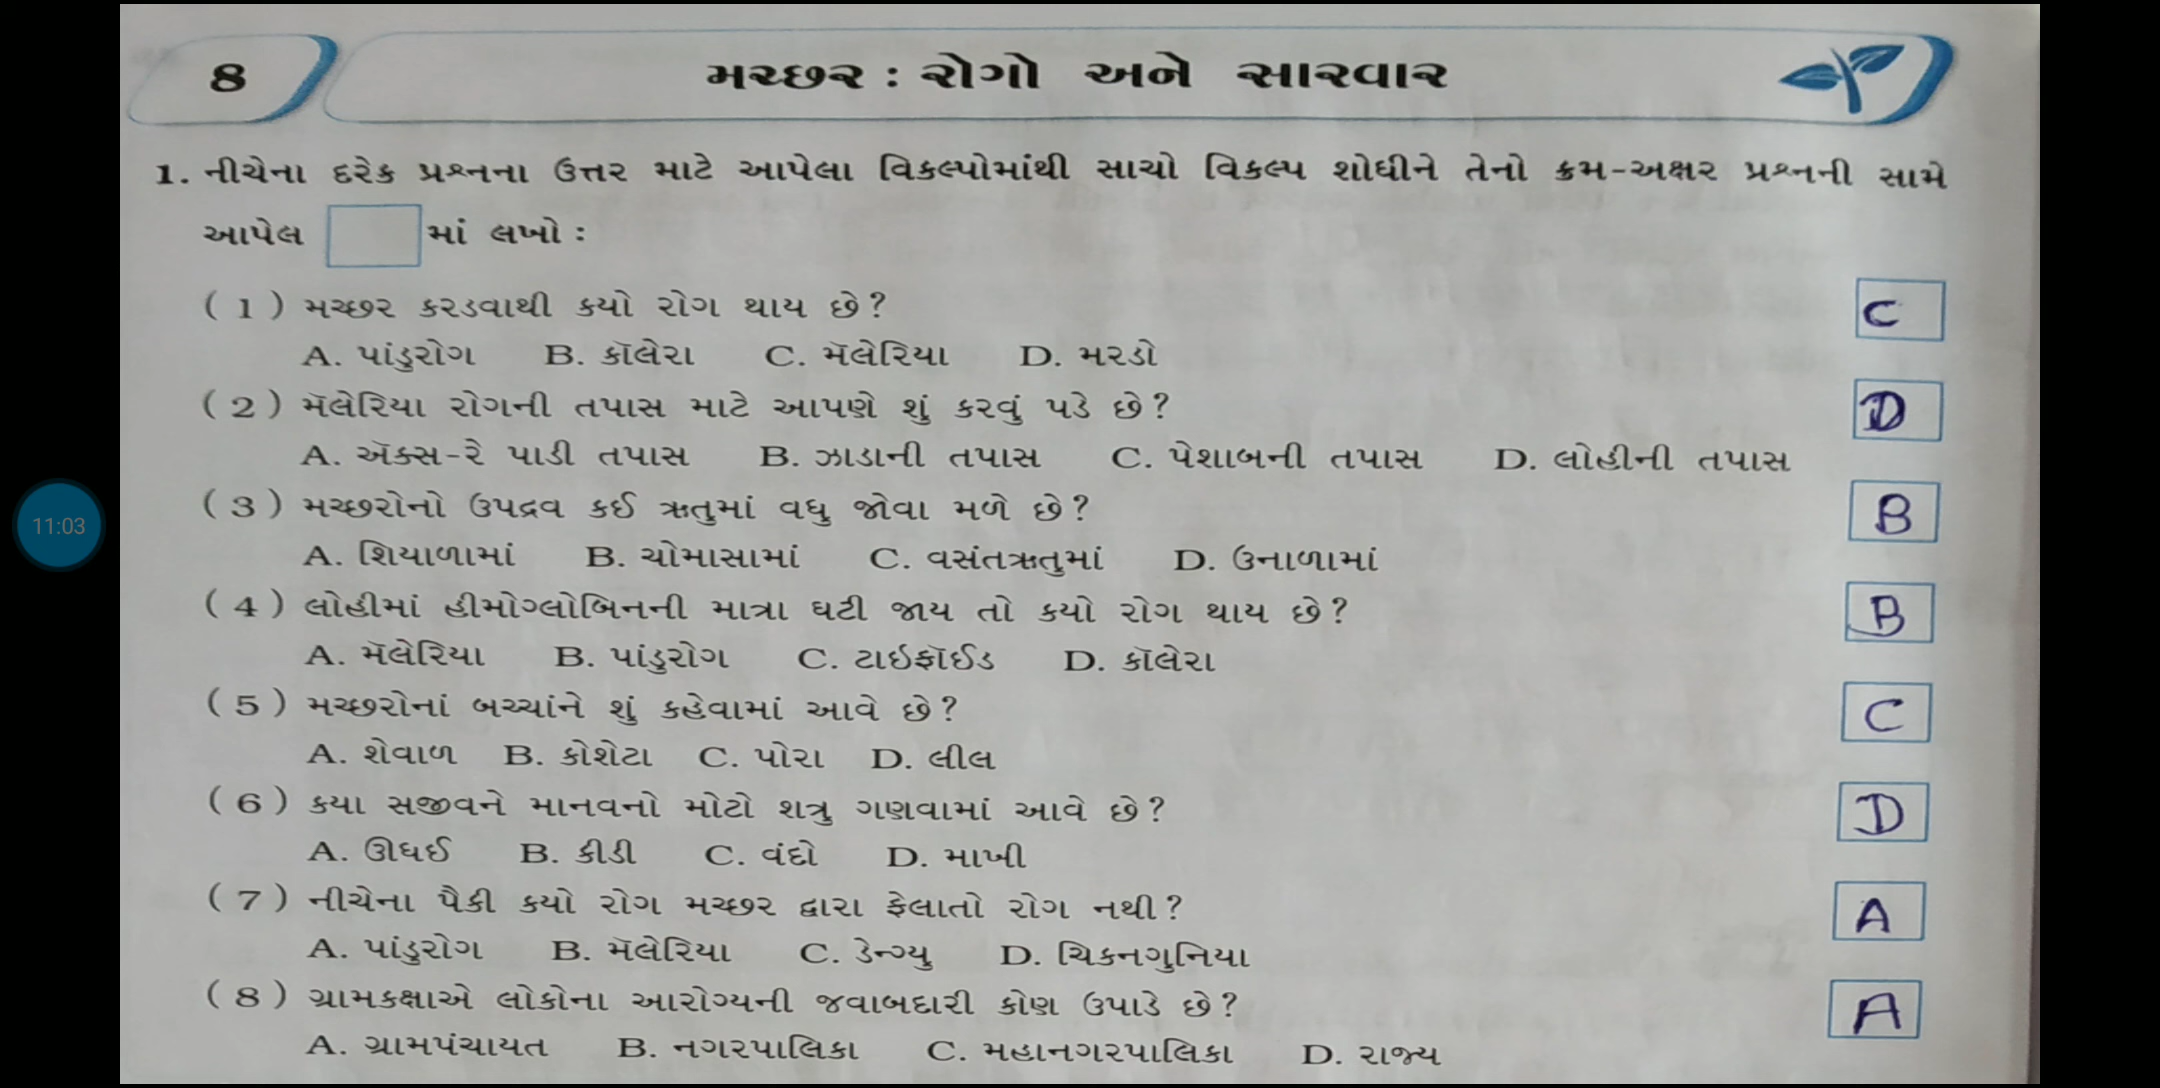 8 મચ્છર : રોગો અને સારવાર
1. નીચેના દરેક પ્રશ્નના ઉત્તર માટે આપેલા વિકલ્પોમાંથી સાચો વિકલ્પ શોધીને તેનો ક્રમ-અક્ષર પ્રશ્નની સામે
આપેલ માં લખો :
( 1 ) મચ્છર કરડવાથી કયો રોગ થાય છે? C
A. પાંડુરોગ B. કૉલેરા C. મૅલેરિયા D. મરડો
( 2 ) મૅલેરિયા રોગની તપાસ માટે આપણે શું કરવું પડે છે? D
A. ઍક્સ-રે પાડી તપાસ B. ઝાડાની તપાસ C. પેશાબની તપાસ D. લોહીની તપાસ
11:03
( 3 ) મચ્છરોનો ઉપદ્રવ કઈ ઋતુમાં વધુ જોવા મળે છે? B
A. શિયાળામાં B. ચોમાસામાં C. વસંતઋતુમાં D. ઉનાળામાં
( 4 ) લોહીમાં હીમોગ્લોબિનની માત્રા ઘટી જાય તો કયો રોગ થાય છે? B
A. મૅલેરિયા B. પાંડુરોગ C. ટાઇફૉઈડ D. કૉલેરા
( 5 ) મચ્છરોનાં બચ્ચાંને શું કહેવામાં આવે છે? C
A. શેવાળ B. કોશેટા C. પોરા D. લીલ
( 6 ) કયા સજીવને માનવનો મોટો શત્રુ ગણવામાં આવે છે? D
A. ઊધઈ B. કીડી C. વંદો D. માખી
( 7 ) નીચેના પૈકી કયો રોગ મચ્છર દ્વારા ફેલાતો રોગ નથી? A
A. પાંડુરોગ B. મૅલેરિયા C. ડેન્ગ્યુ D. ચિકનગુનિયા
( 8 ) ગ્રામકક્ષાએ લોકોના આરોગ્યની જવાબદારી કોણ ઉપાડે છે? A
A. ગ્રામપંચાયત B. નગરપાલિકા C. મહાનગરપાલિકા D. રાજ્ય